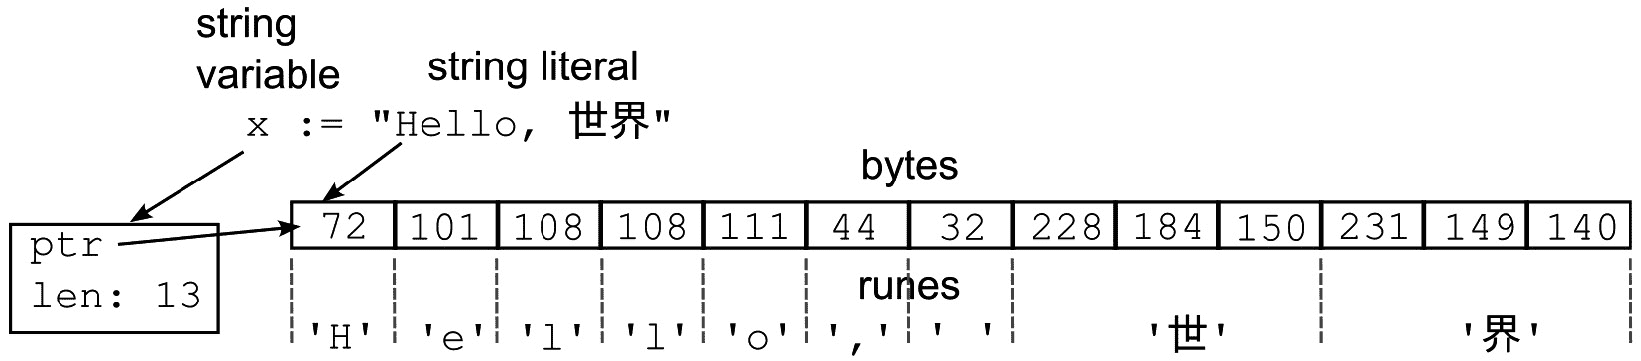 string
variable
string literal
x := "Hello, 世界"
bytes
72 101 108 108 111 44 32 228 184 150 231 149 140
ptr
len: 13
runes
'H' 'e' 'l' 'l' 'o' ',' ' ' '世' '界'